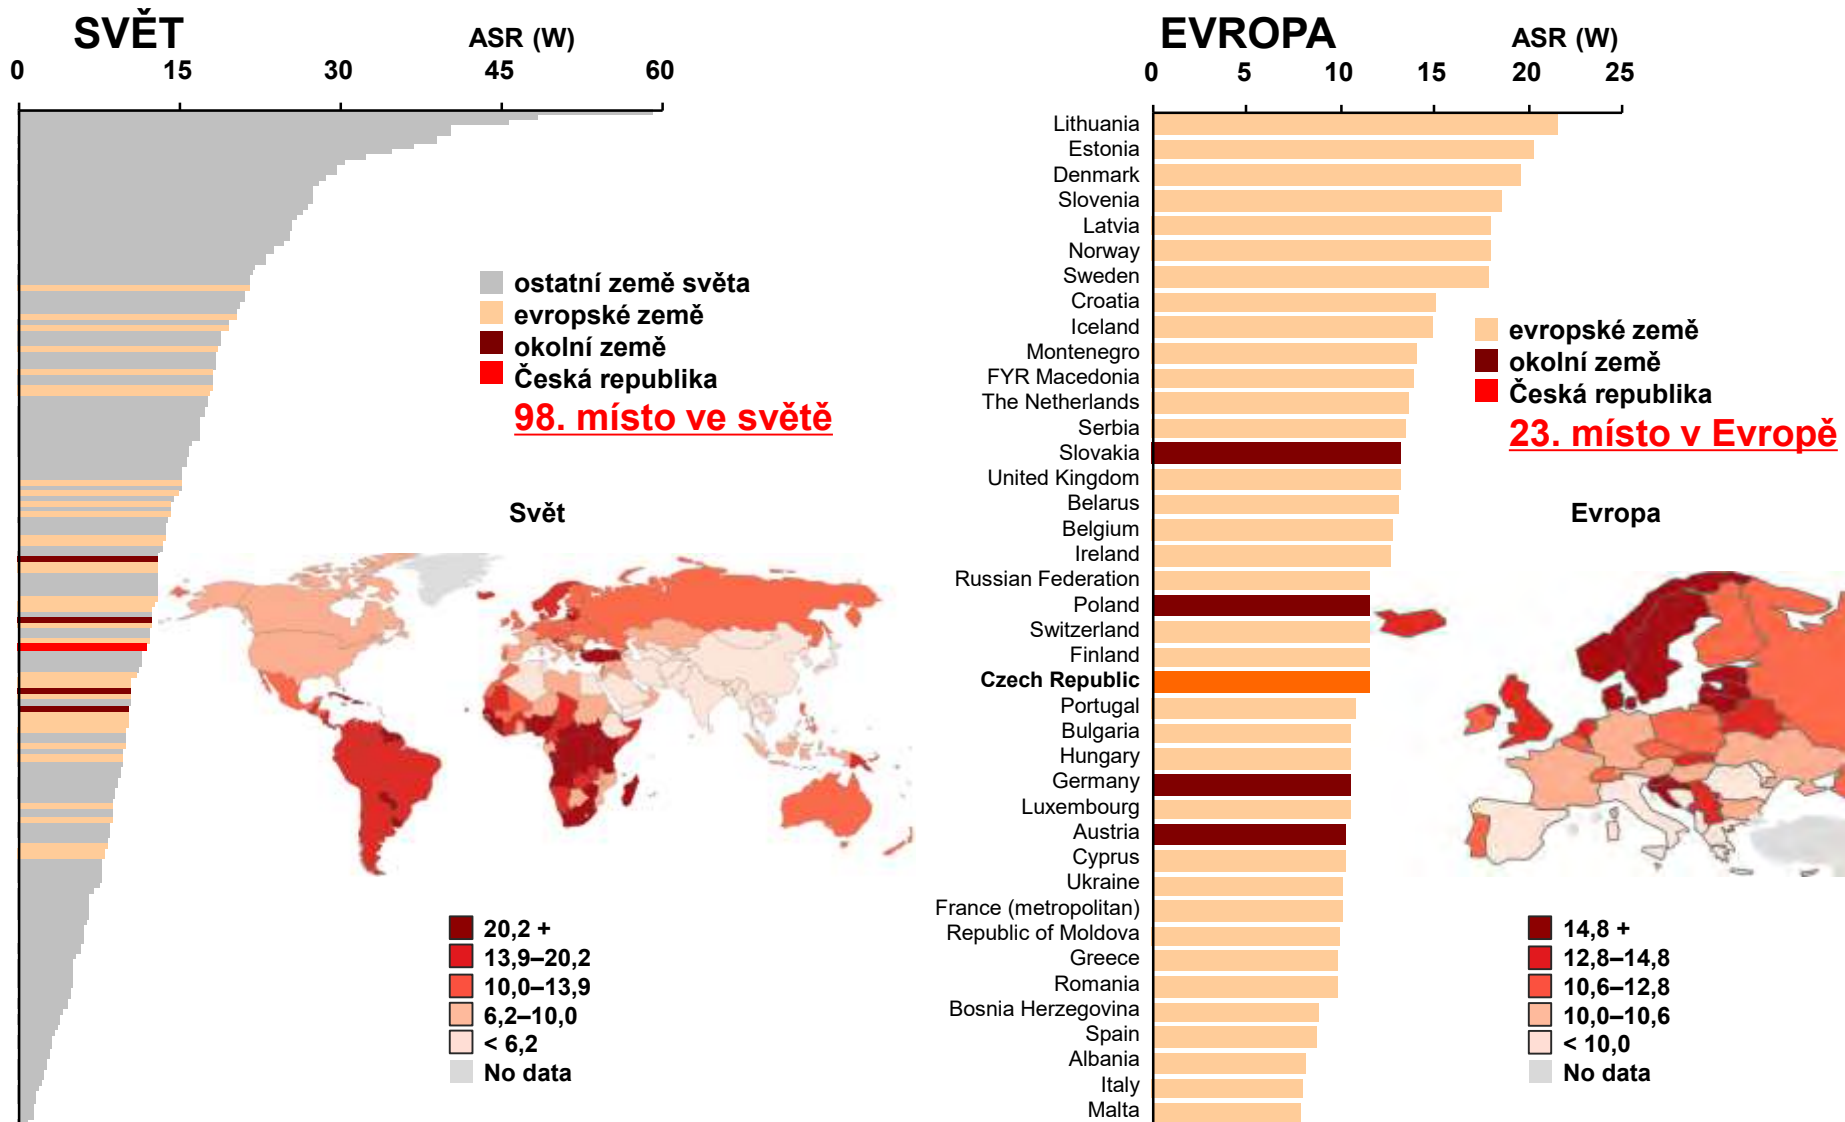 SVĚT
ASR (W)
0 15 30 45 60
ostatní země světa
evropské země
okolní země
Česká republika
98. místo ve světě
Svět
20,2 +
13,9–20,2
10,0–13,9
6,2–10,0
< 6,2
No data
EVROPA
ASR (W)
0 5 10 15 20 25
Lithuania
Estonia
Denmark
Slovenia
Latvia
Norway
Sweden
Croatia
Iceland
Montenegro
FYR Macedonia
The Netherlands
Serbia
Slovakia
United Kingdom
Belarus
Belgium
Ireland
Russian Federation
Poland
Switzerland
Finland
Czech Republic
Portugal
Bulgaria
Hungary
Germany
Luxembourg
Austria
Cyprus
Ukraine
France (metropolitan)
Republic of Moldova
Greece
Romania
Bosnia Herzegovina
Spain
Albania
Italy
Malta
evropské země
okolní země
Česká republika
23. místo v Evropě
Evropa
14,8 +
12,8–14,8
10,6–12,8
10,0–10,6
< 10,0
No data